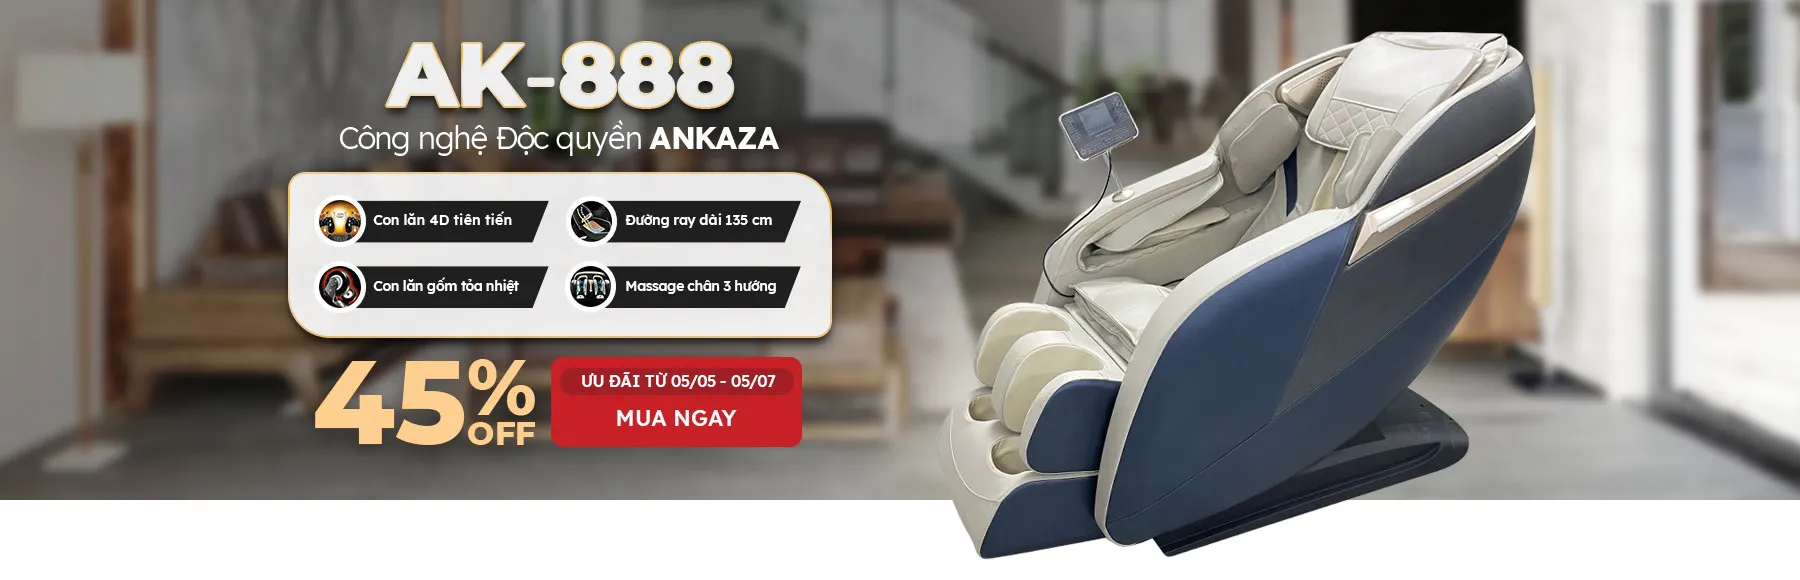 AK-888
Công nghệ Độc quyền ANKAZA
Con lăn 4D tiên tiến
Đường ray dài 135 cm
Con lăn gốm tỏa nhiệt
Massage chân 3 hướng
45% OFF
ƯU ĐÃI TỪ 05/05 - 05/07
MUA NGAY